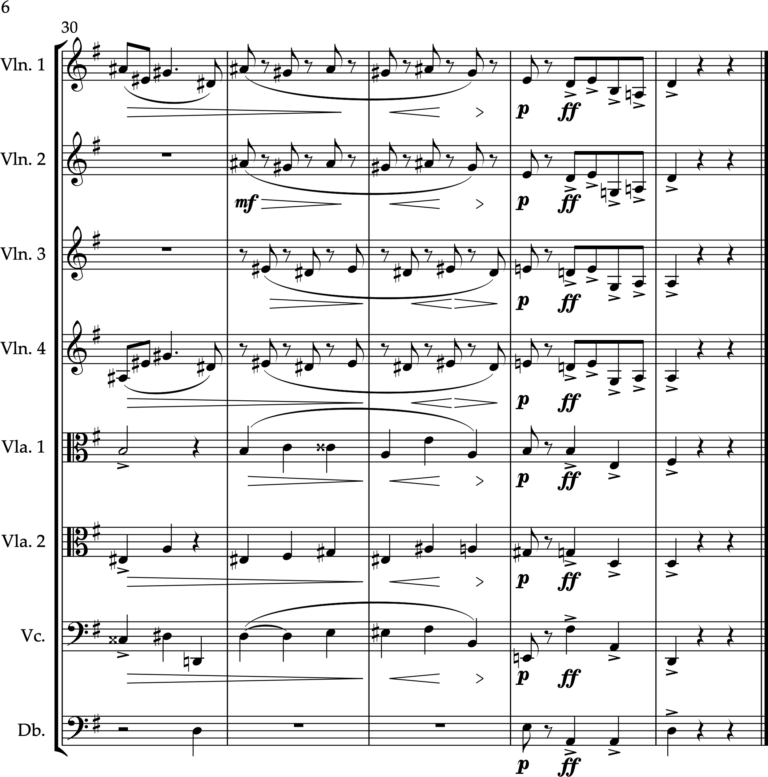 6
30
Vln. 1
p ff
Vln. 2
mf p ff
Vln. 3
p ff
Vln. 4
p ff
Vla. 1
p ff
Vla. 2
p ff
Vc.
p ff
Db.
p ff